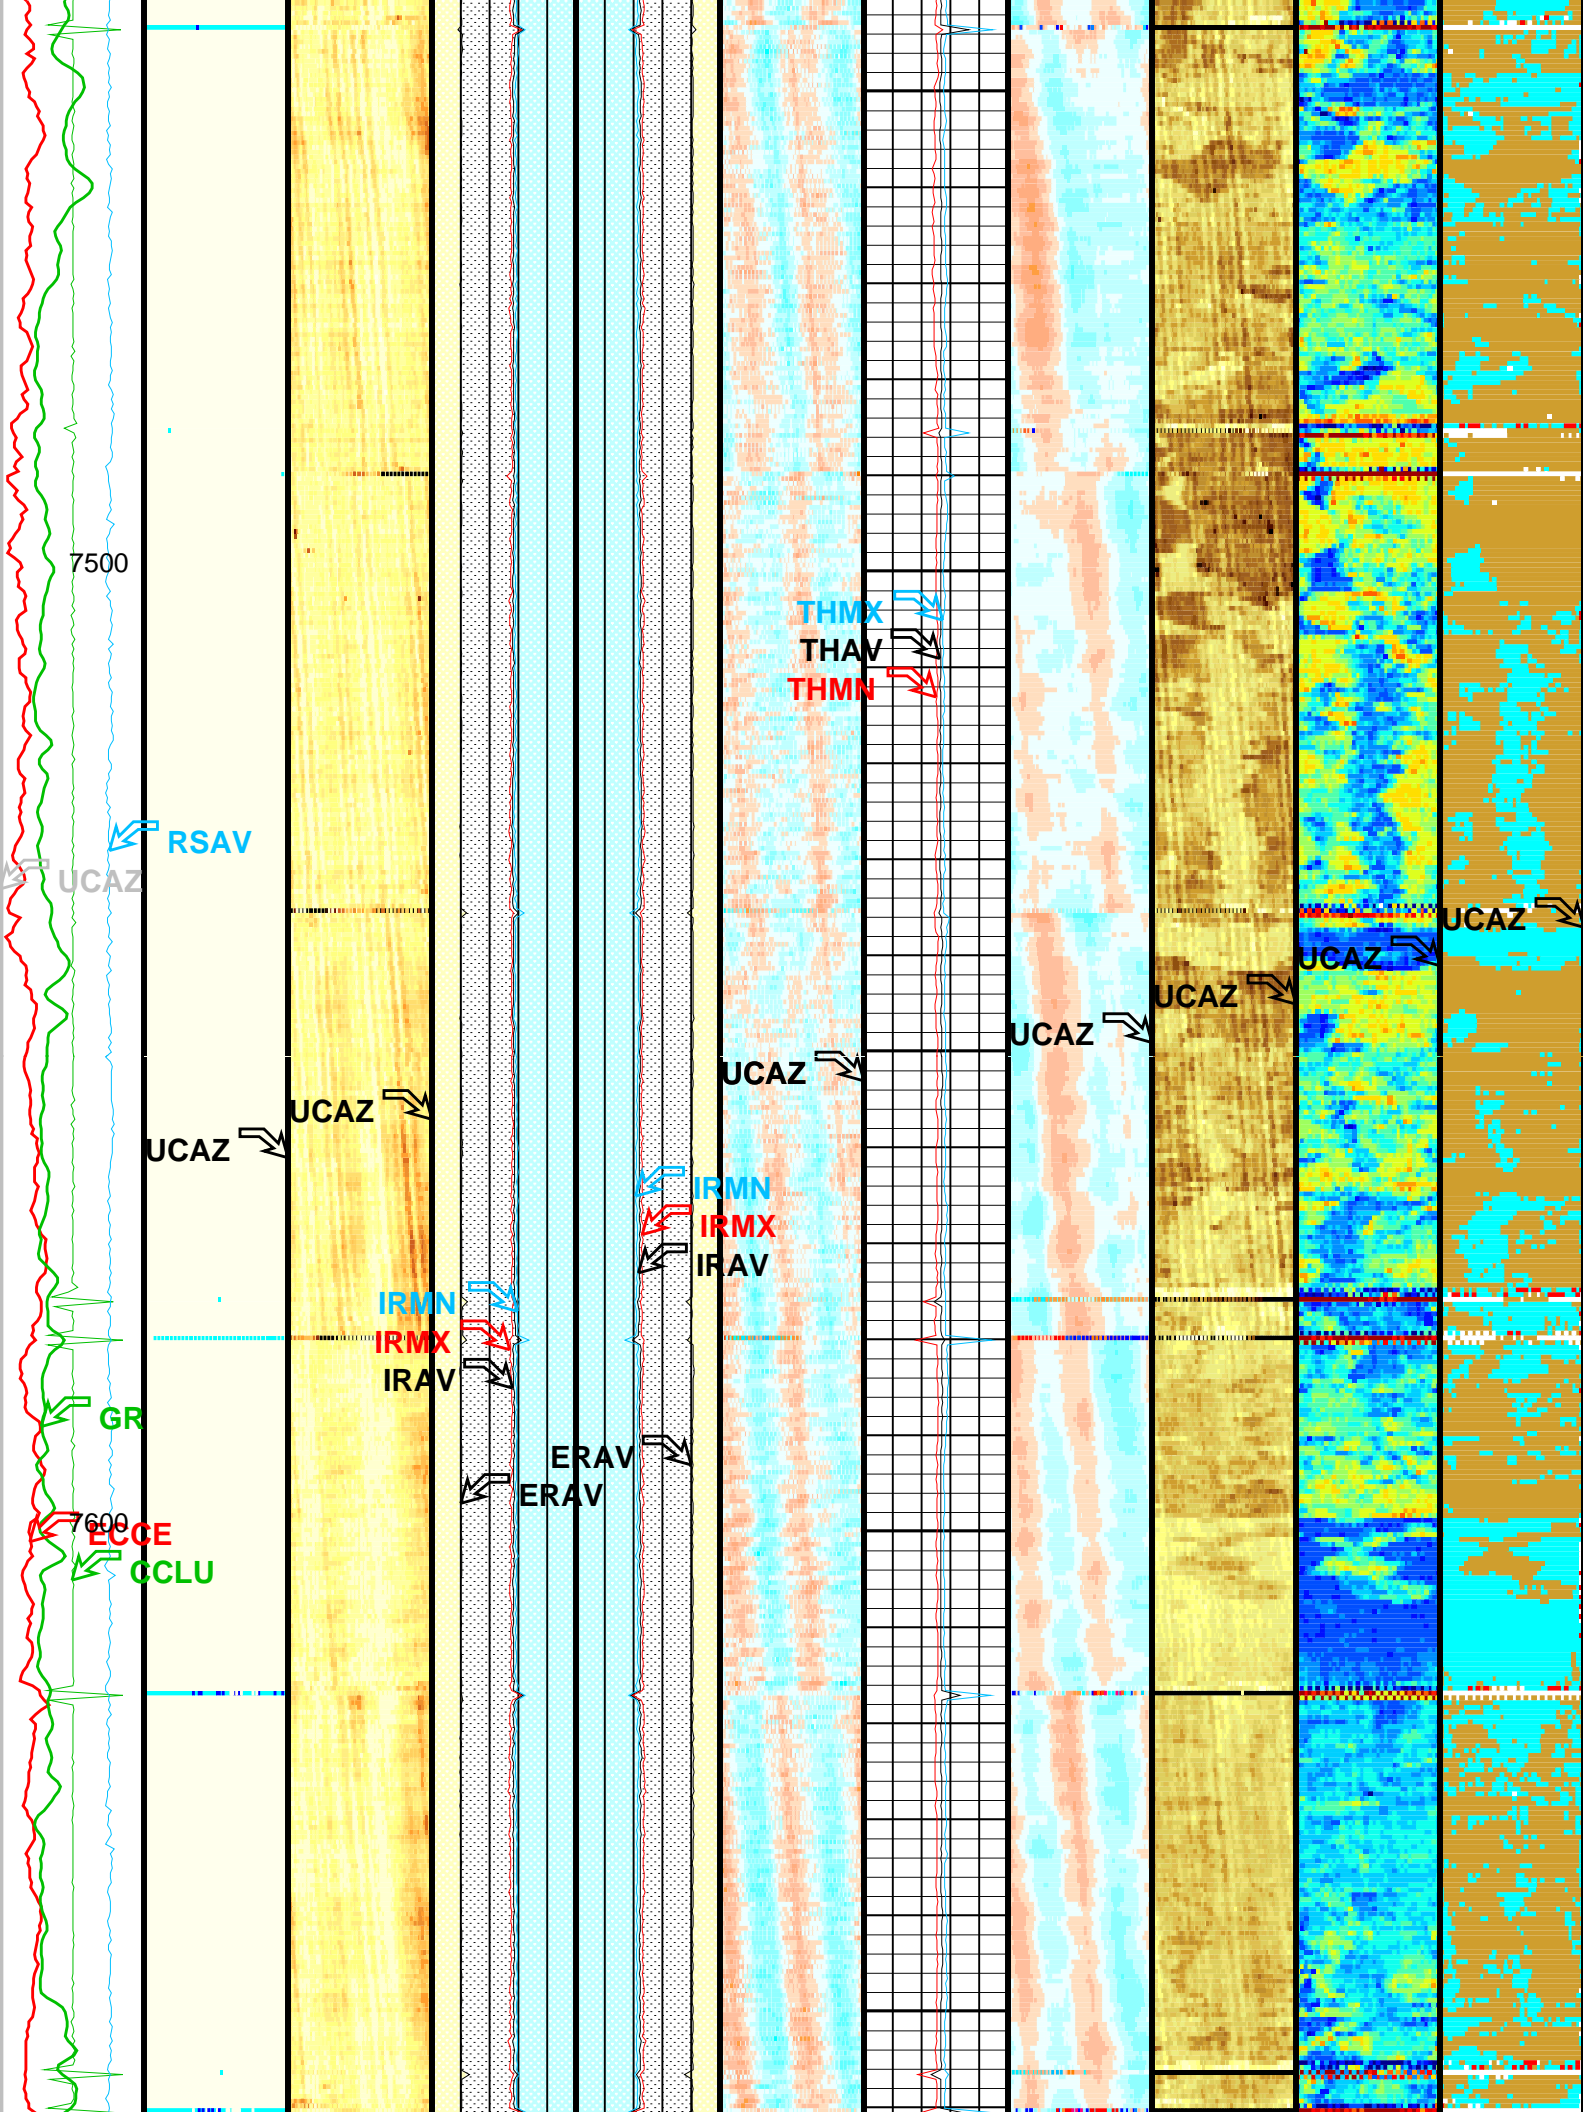 7500
THMX
THAV
THMN
RSAV
UCAZ
UCAZ
UCAZ
UCAZ
UCAZ
UCAZ
UCAZ
UCAZ
IRMN
IRMX
IRAV
IRMN
IRMX
IRAV
GR
ERAV
ERAV
7600
ECCE
CCLU